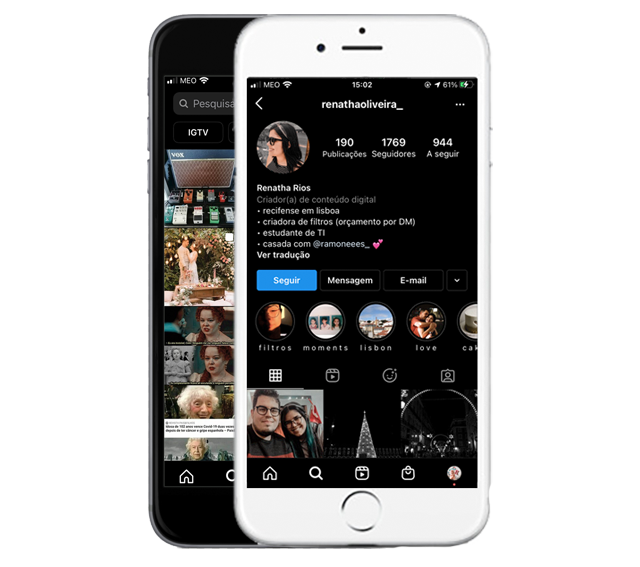 MEO
Pesquisa
IGTV
VOX
MEO
15:02
61%
renathaoliveira_
190
1769
944
Publicações
Seguidores
A seguir
Renatha Rios
Criador(a) de conteúdo digital
• recifense em lisboa
• criadora de filtros (orçamento por DM)
• estudante de TI
• casada com @ramoneees_ 💕
Ver tradução
Seguir
Mensagem
E-mail
filtros
moments
lisbon
love